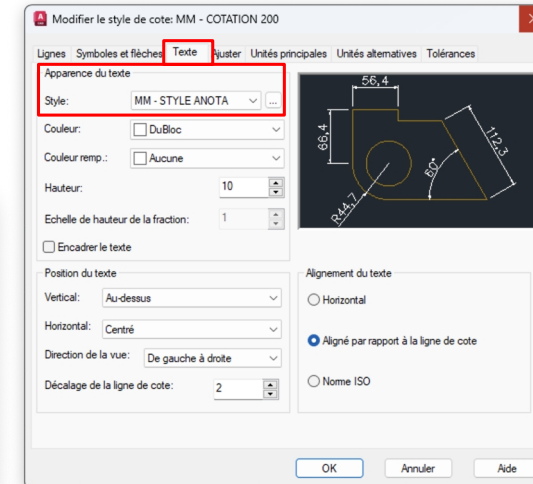 Modifier le style de cote: MM - COTATION 200
Lignes Symboles et flèches Texte Ajuster Unités principales Unités alternatives Tolérances
Apparence du texte
Style: MM - STYLE ANOTA ...
Couleur: DuBloc
Couleur remp.: Aucune
Hauteur: 10
Echelle de hauteur de la fraction: 1
Encadrer le texte
56,4
66,4
112,3
60°
R44,7
Position du texte
Vertical: Au-dessus
Horizontal: Centré
Direction de la vue: De gauche à droite
Décalage de la ligne de cote: 2
Alignement du texte
Horizontal
Aligné par rapport à la ligne de cote
Norme ISO
OK Annuler Aide